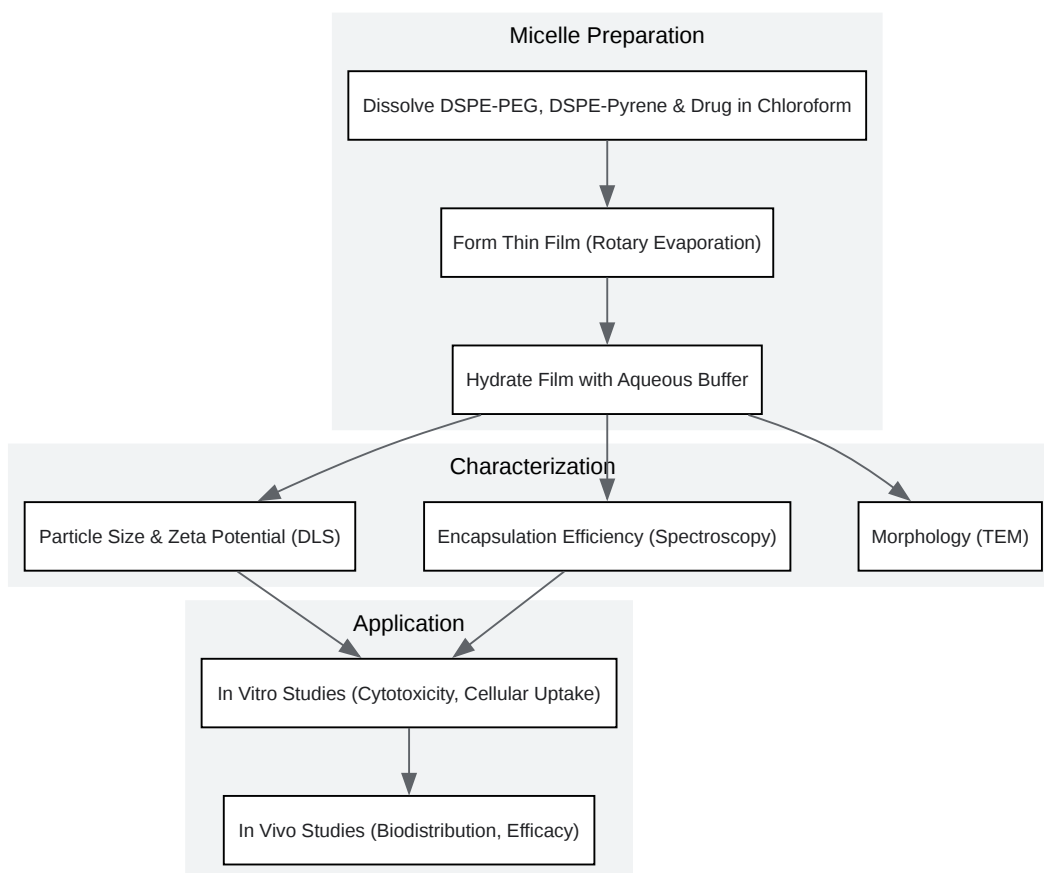 Micelle Preparation
Dissolve DSPE-PEG, DSPE-Pyrene & Drug in Chloroform
Form Thin Film (Rotary Evaporation)
Hydrate Film with Aqueous Buffer
Characterization
Particle Size & Zeta Potential (DLS)
Encapsulation Efficiency (Spectroscopy)
Morphology (TEM)
Application
In Vitro Studies (Cytotoxicity, Cellular Uptake)
In Vivo Studies (Biodistribution, Efficacy)